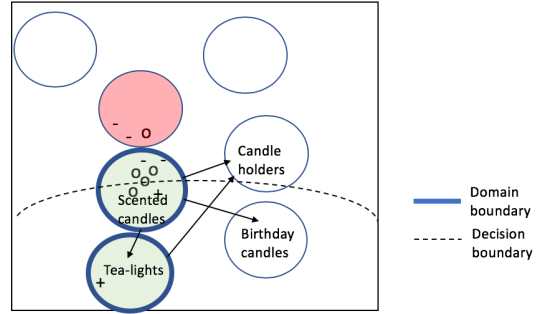 -
- o
- -
o o
o
o +
Scented
candles
Candle
holders
Birthday
candles
Tea-lights
+
Domain
boundary
Decision
boundary